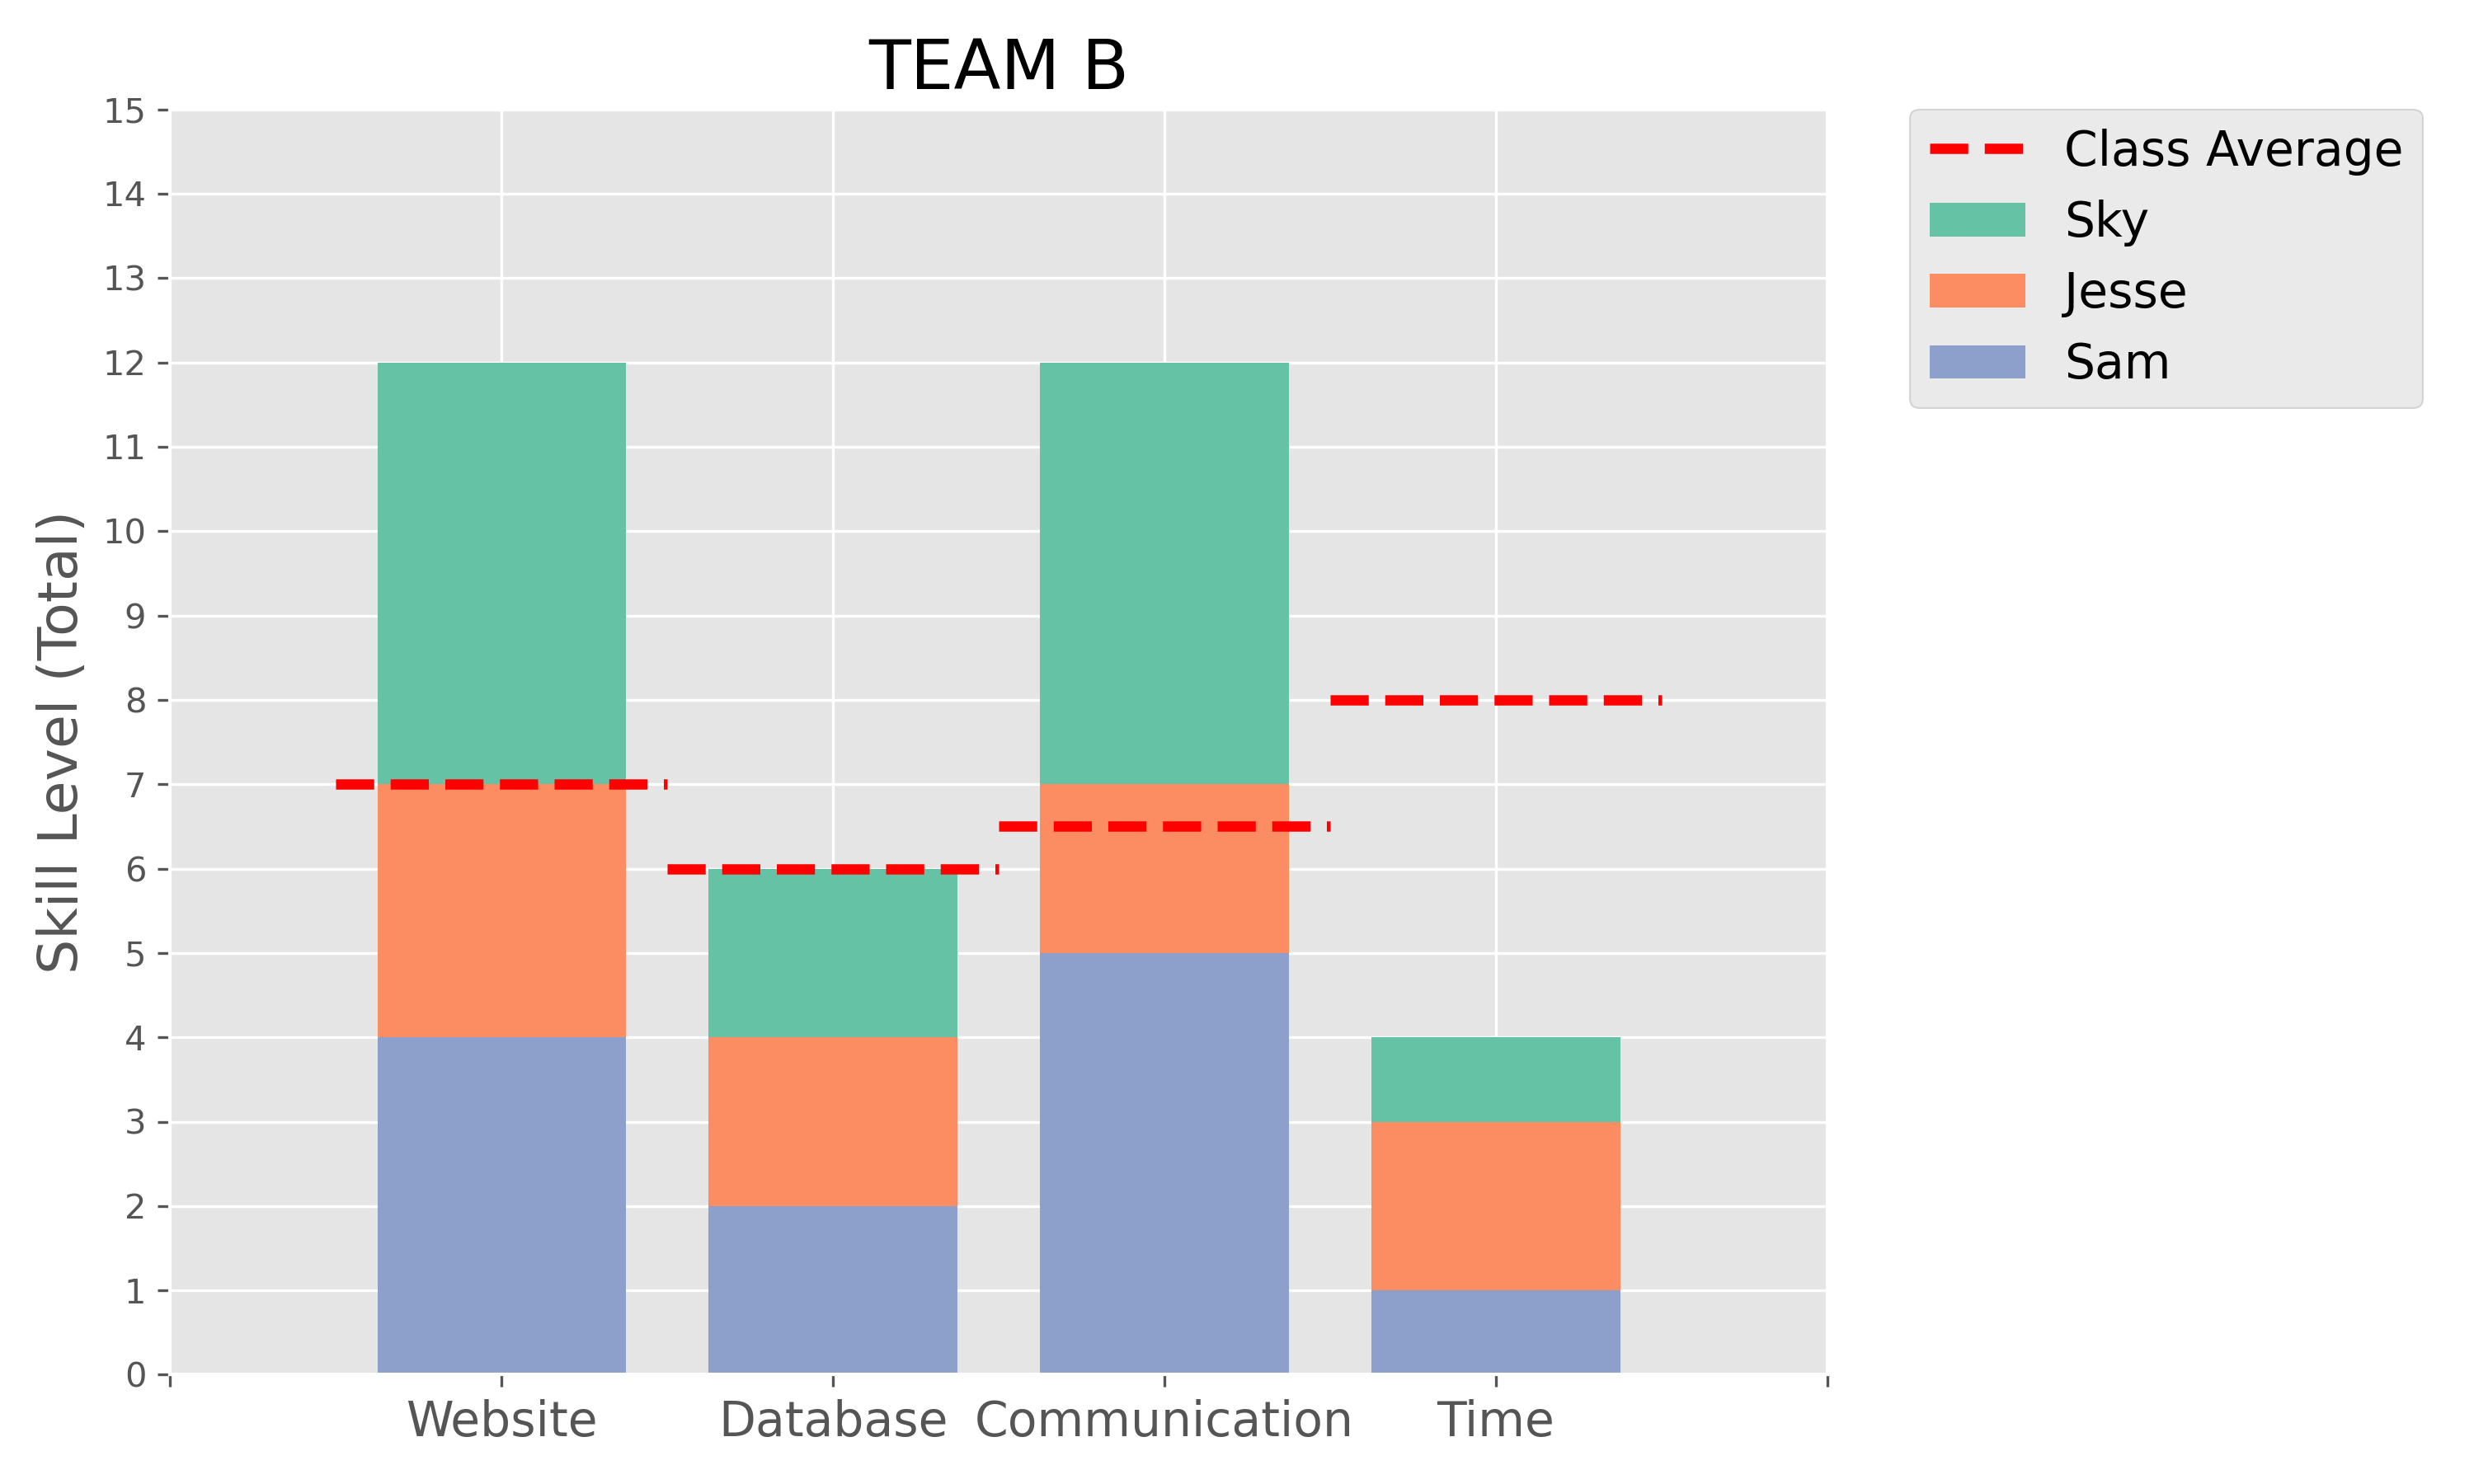 TEAM B
Skill Level (Total)
15
14
13
12
11
10
9
8
7
6
5
4
3
2
1
0
Website Database Communication Time
Class Average
Sky
Jesse
Sam